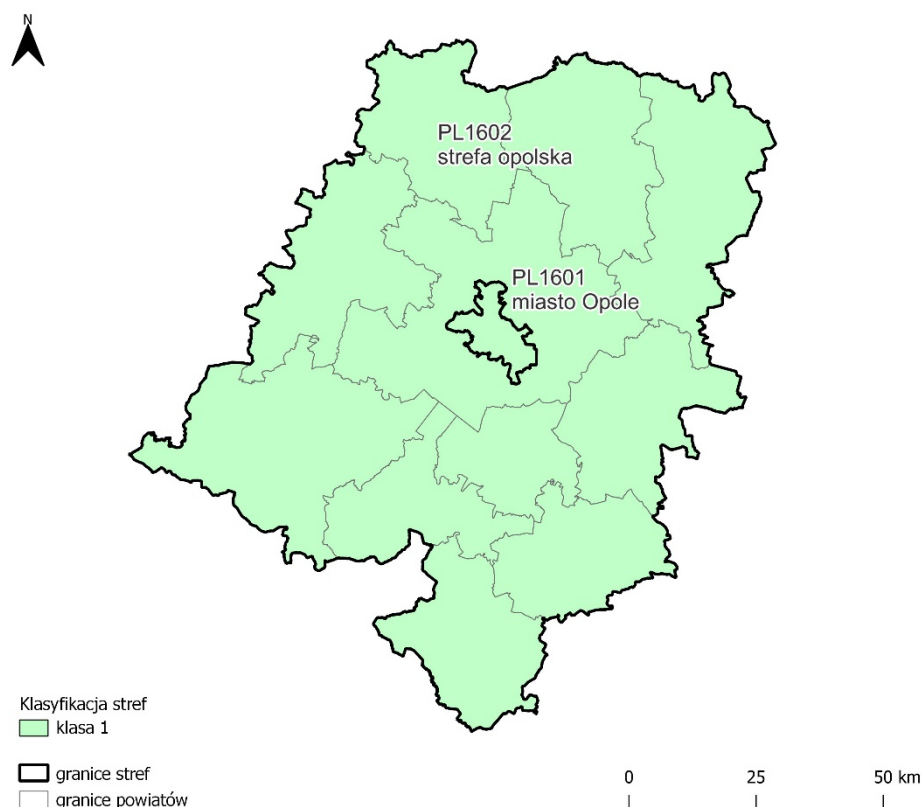 N
PL1602
strefa opolska
PL1601
miasto Opole
Klasyfikacja stref
klasa 1
granice stref
granice powiatów
0 25 50 km